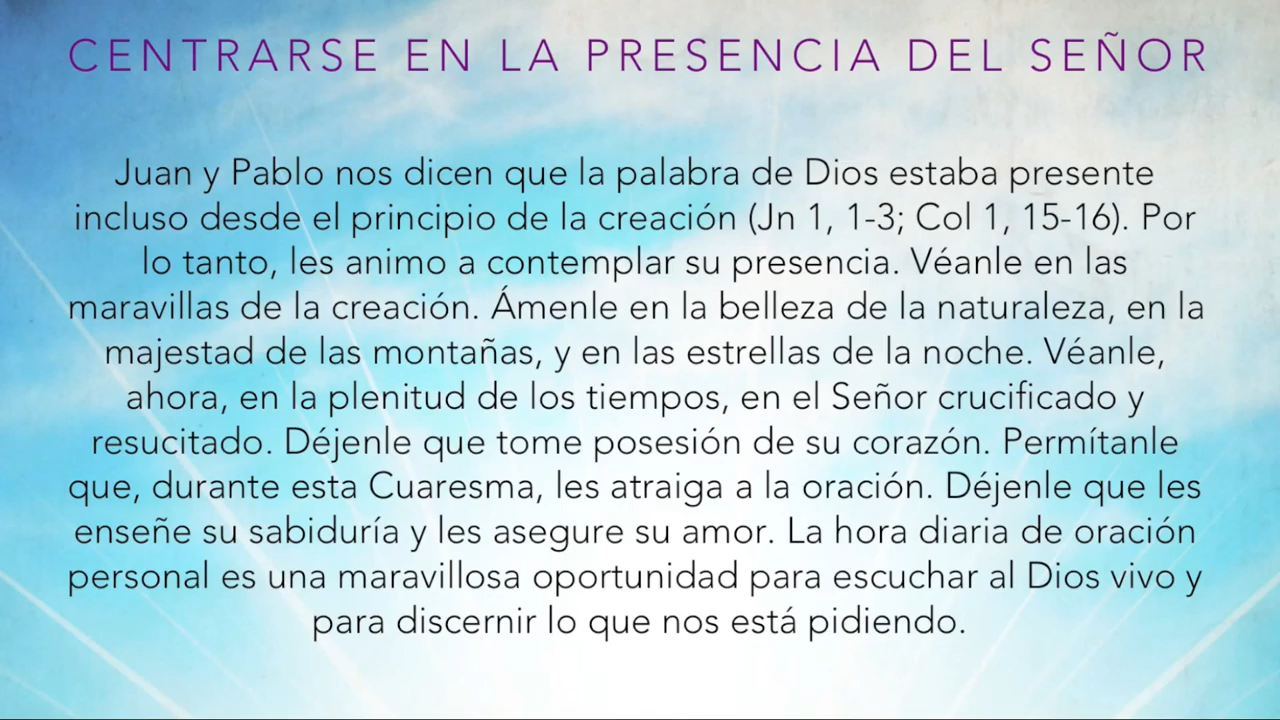 CENTRARSE EN LA PRESENCIA DEL SEÑOR
Juan y Pablo nos dicen que la palabra de Dios estaba presente
incluso desde el principio de la creación (Jn 1, 1-3; Col 1, 15-16). Por
lo tanto, les animo a contemplar su presencia. Véanle en las
maravillas de la creación. Ámenle en la belleza de la naturaleza, en la
majestad de las montañas, y en las estrellas de la noche. Véanle,
ahora, en la plenitud de los tiempos, en el Señor crucificado y
resucitado. Déjenle que tome posesión de su corazón. Permítanle
que, durante esta Cuaresma, les atraiga a la oración. Déjenle que les
enseñe su sabiduría y les asegure su amor. La hora diaria de oración
personal es una maravillosa oportunidad para escuchar al Dios vivo y
para discernir lo que nos está pidiendo.